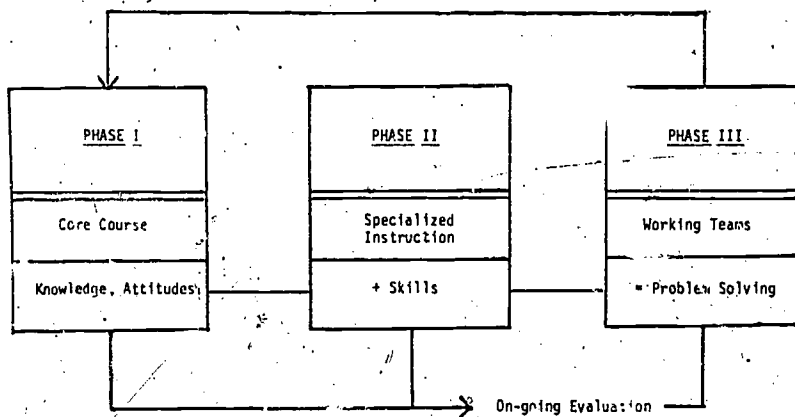 PHASE I
Core Course
Knowledge, Attitudes
PHASE II
Specialized
Instruction
+ Skills
PHASE III
Working Teams
= Problem Solving
On-going Evaluation